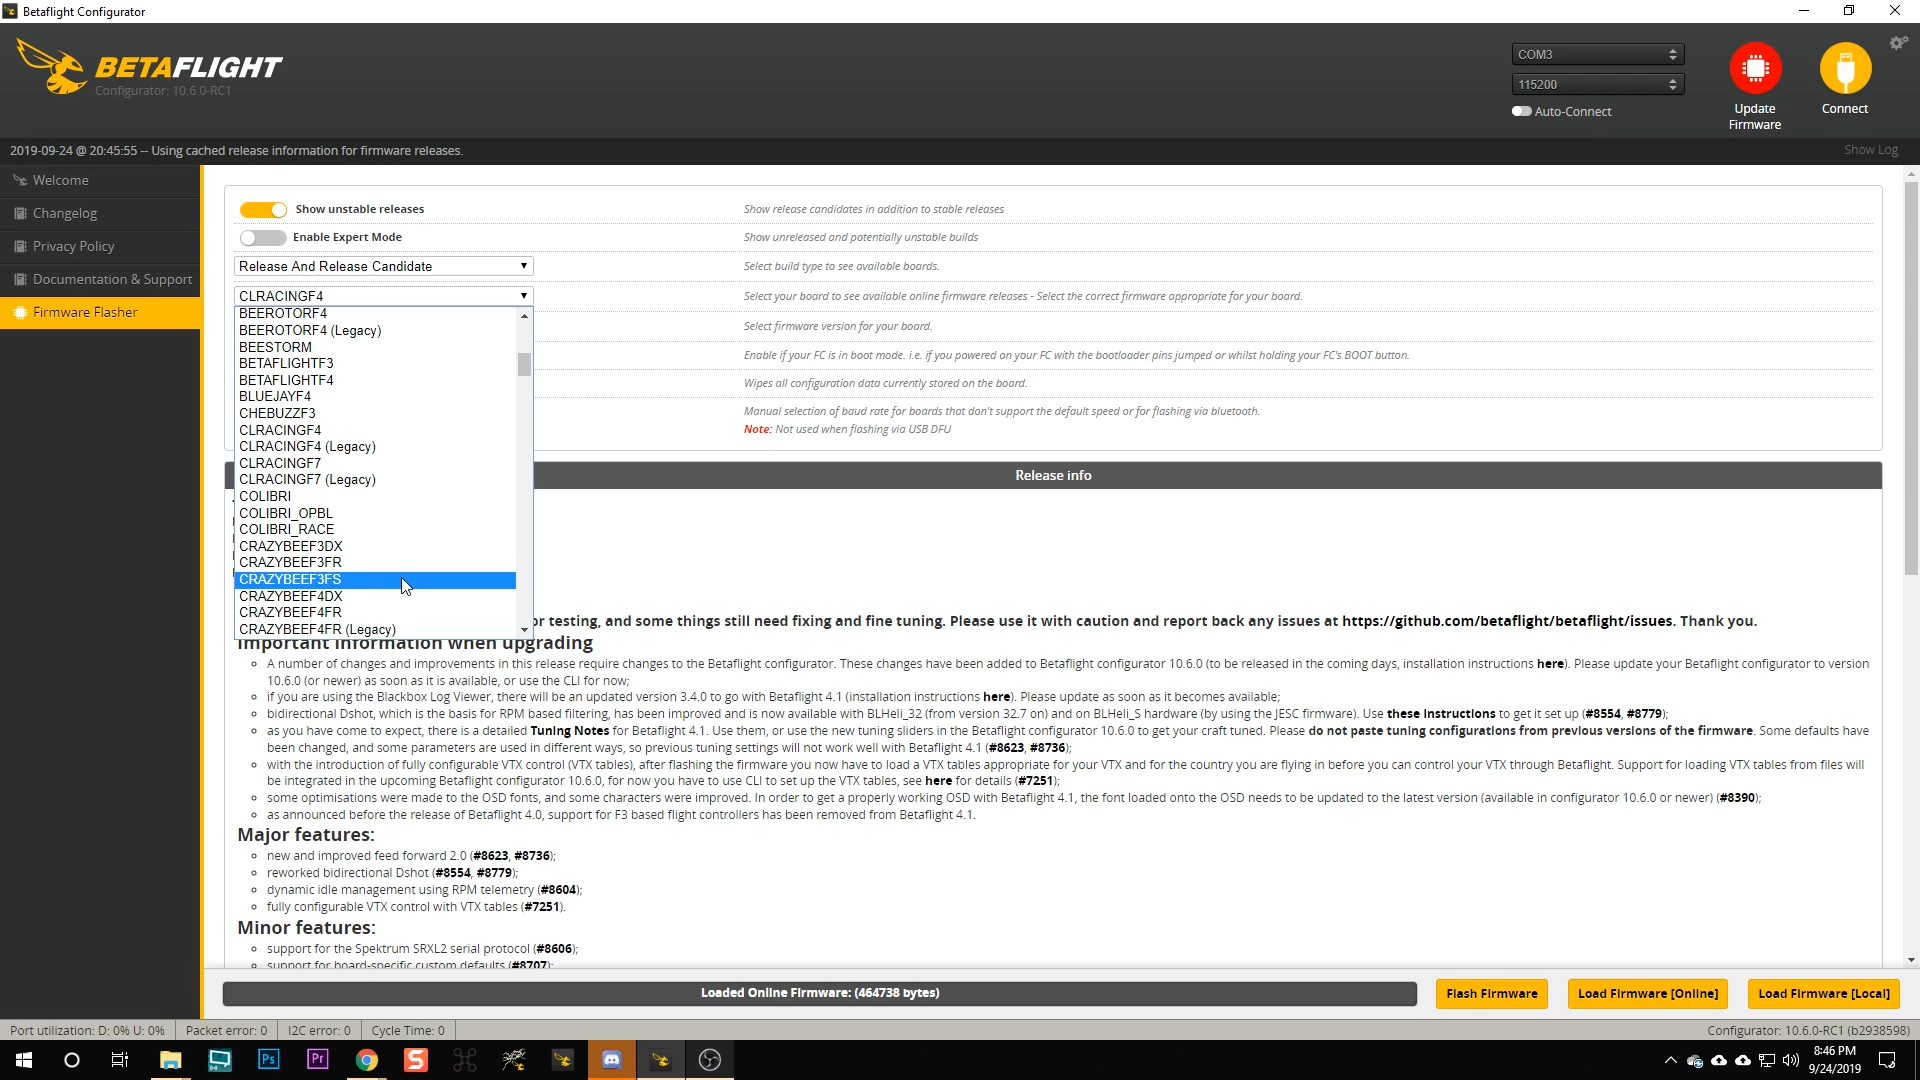 Betaflight Configurator
BETAFLIGHT
Configurator: 10.6.0-RC1
COM3
115200
Auto-Connect
Update
Firmware
Connect
2019-09-24 @ 20:45:55 -- Using cached release information for firmware releases.
Show Log
Welcome
Changelog
Privacy Policy
Documentation & Support
Firmware Flasher
Show unstable releases
Show release candidates in addition to stable releases
Enable Expert Mode
Show unreleased and potentially unstable builds
Release And Release Candidate
Select build type to see available boards.
CLRACINGF4
Select your board to see available online firmware releases - Select the correct firmware appropriate for your board.
Select firmware version for your board.
Enable if your FC is in boot mode. i.e. if you powered on your FC with the bootloader pins jumped or whilst holding your FC's BOOT button.
Wipes all configuration data currently stored on the board.
Manual selection of baud rate for boards that don't support the default speed or for flashing via bluetooth.
Note: Not used when flashing via USB DFU
BEEROTORF4
BEEROTORF4 (Legacy)
BEESTORM
BETAFLIGHTF3
BETAFLIGHTF4
BLUEJAYF4
CHEBUZZF3
CLRACINGF4
CLRACINGF4 (Legacy)
CLRACINGF7
CLRACINGF7 (Legacy)
COLIBRI
COLIBRI_OPBL
COLIBRI_RACE
CRAZYBEEF3DX
CRAZYBEEF3FR
CRAZYBEEF3FS
CRAZYBEEF4DX
CRAZYBEEF4FR
CRAZYBEEF4FR (Legacy)
Release info
or testing, and some things still need fixing and fine tuning. Please use it with caution and report back any issues at https://github.com/betaflight/betaflight/issues. Thank you.
Important information when upgrading
A number of changes and improvements in this release require changes to the Betaflight configurator. These changes have been added to Betaflight configurator 10.6.0 (to be released in the coming days, installation instructions here). Please update your Betaflight configurator to version
10.6.0 (or newer) as soon as it is available, or use the CLI for now;
if you are using the Blackbox Log Viewer, there will be an updated version 3.4.0 to go with Betaflight 4.1 (installation instructions here). Please update as soon as it becomes available;
bidirectional Dshot, which is the basis for RPM based filtering, has been improved and is now available with BLHeli_32 (from version 32.7 on) and on BLHeli_S hardware (by using the JESC firmware). Use these instructions to get it set up (#8554, #8779);
as you have come to expect, there is a detailed Tuning Notes for Betaflight 4.1. Use them, or use the new tuning sliders in the Betaflight configurator 10.6.0 to get your craft tuned. Please do not paste tuning configurations from previous versions of the firmware. Some defaults have
been changed, and some parameters are used in different ways, so previous tuning settings will not work well with Betaflight 4.1 (#8623, #8736);
with the introduction of fully configurable VTX control (VTX tables), after flashing the firmware you now have to load a VTX tables appropriate for your VTX and for the country you are flying in before you can control your VTX through Betaflight. Support for loading VTX tables from files will
be integrated in the upcoming Betaflight configurator 10.6.0, for now you have to use CLI to set up the VTX tables, see here for details (#7251);
some optimisations were made to the OSD fonts, and some characters were improved. In order to get a properly working OSD with Betaflight 4.1, the font loaded onto the OSD needs to be updated to the latest version (available in configurator 10.6.0 or newer) (#8390);
as announced before the release of Betaflight 4.0, support for F3 based flight controllers has been removed from Betaflight 4.1.
Major features:
new and improved feed forward 2.0 (#8623, #8736);
reworked bidirectional Dshot (#8554, #8779);
dynamic idle management using RPM telemetry (#8604);
fully configurable VTX control with VTX tables (#7251).
Minor features:
support for the Spektrum SRXL2 serial protocol (#8606);
support for board-specific custom defaults (#8707);
Loaded Online Firmware: (464738 bytes)
Flash Firmware
Load Firmware [Online]
Load Firmware [Local]
Port utilization: D: 0% U: 0%
Packet error: 0
I2C error: 0
Cycle Time: 0
Configurator: 10.6.0-RC1 (b2938598)
Ps
Pr
S
8:46 PM
9/24/2019